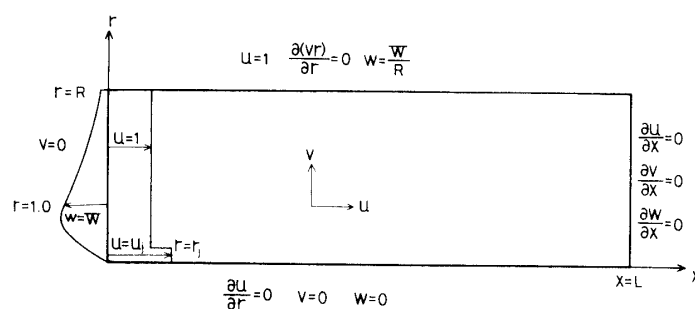 r
u=1 ∂(vr)/∂r=0 w=W̅/R
r=R
v=0
u=1
∂u/∂x=0
v
∂v/∂x=0
u
r=1.0
w=W̅
∂w/∂x=0
u=uj
r=rj
x=L
x
∂u/∂r=0 v=0 w=0